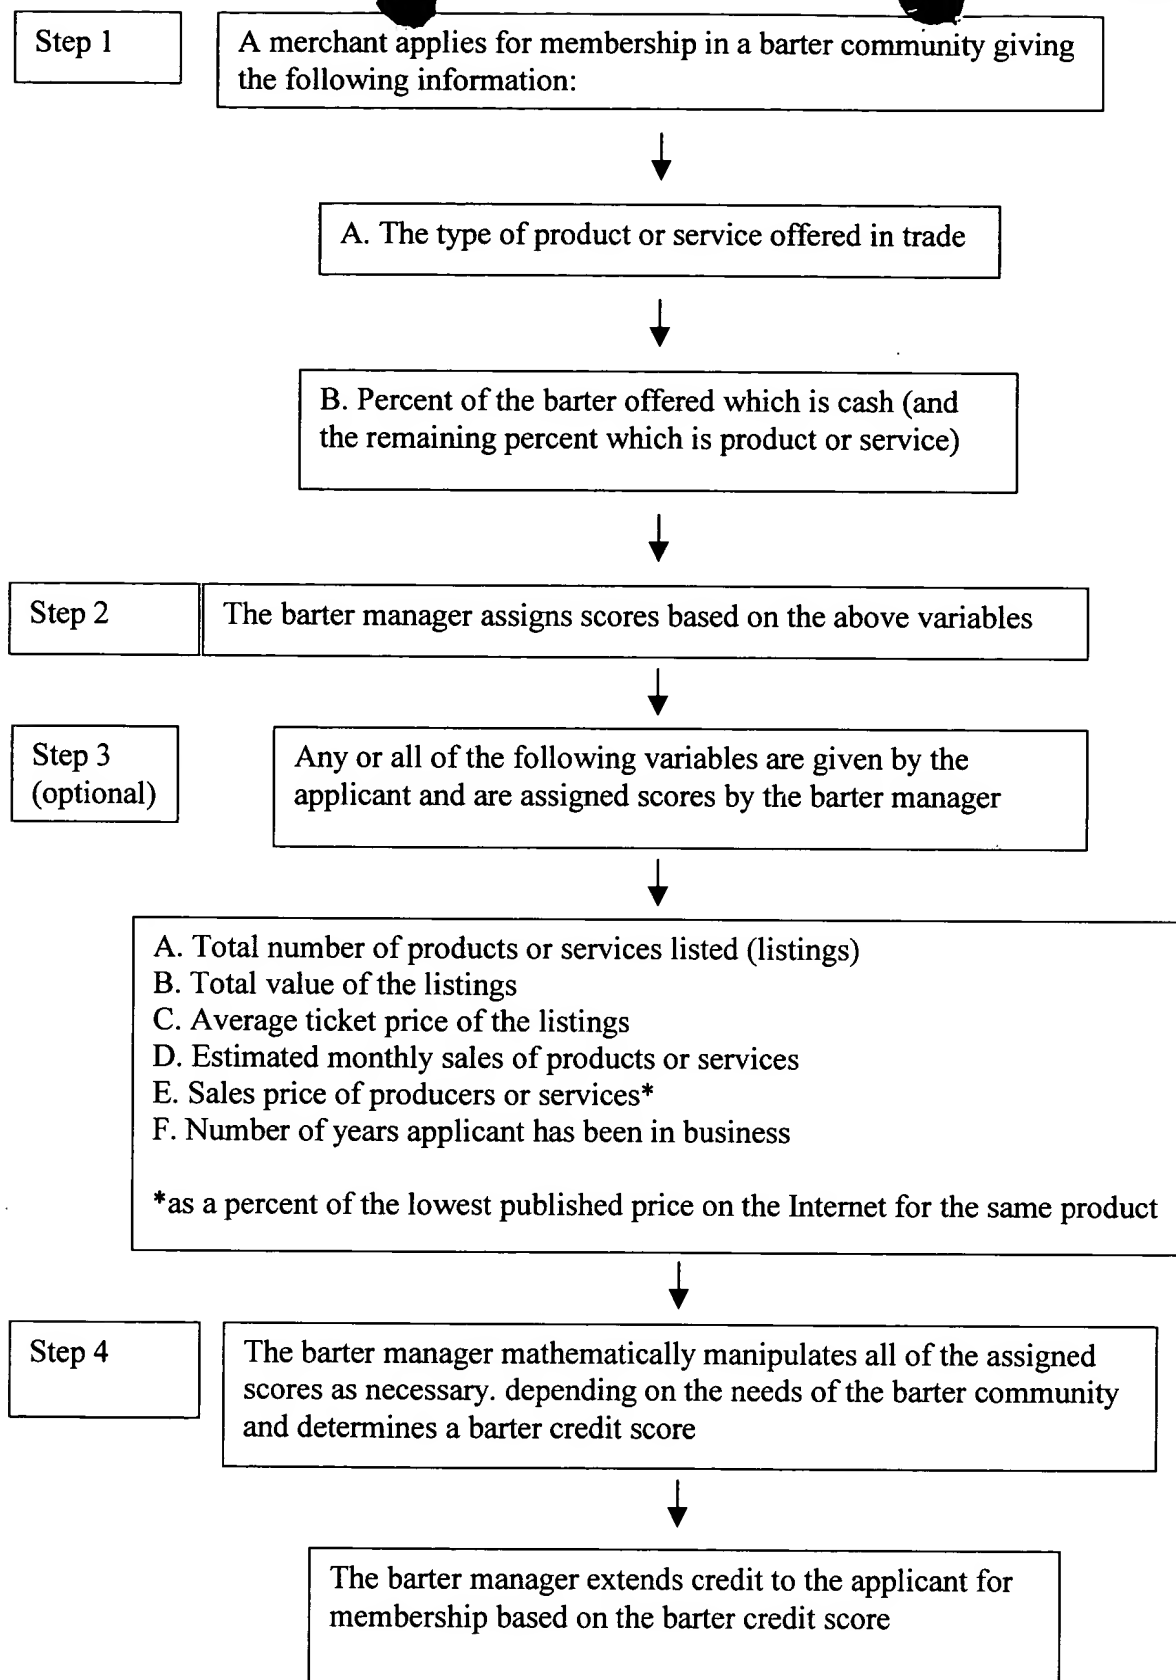 Step 1
A merchant applies for membership in a barter community giving
the following information:
A. The type of product or service offered in trade
B. Percent of the barter offered which is cash (and
the remaining percent which is product or service)
Step 2
The barter manager assigns scores based on the above variables
Step 3
(optional)
Any or all of the following variables are given by the
applicant and are assigned scores by the barter manager
A. Total number of products or services listed (listings)
B. Total value of the listings
C. Average ticket price of the listings
D. Estimated monthly sales of products or services
E. Sales price of producers or services*
F. Number of years applicant has been in business
*as a percent of the lowest published price on the Internet for the same product
Step 4
The barter manager mathematically manipulates all of the assigned
scores as necessary. depending on the needs of the barter community
and determines a barter credit score
The barter manager extends credit to the applicant for
membership based on the barter credit score